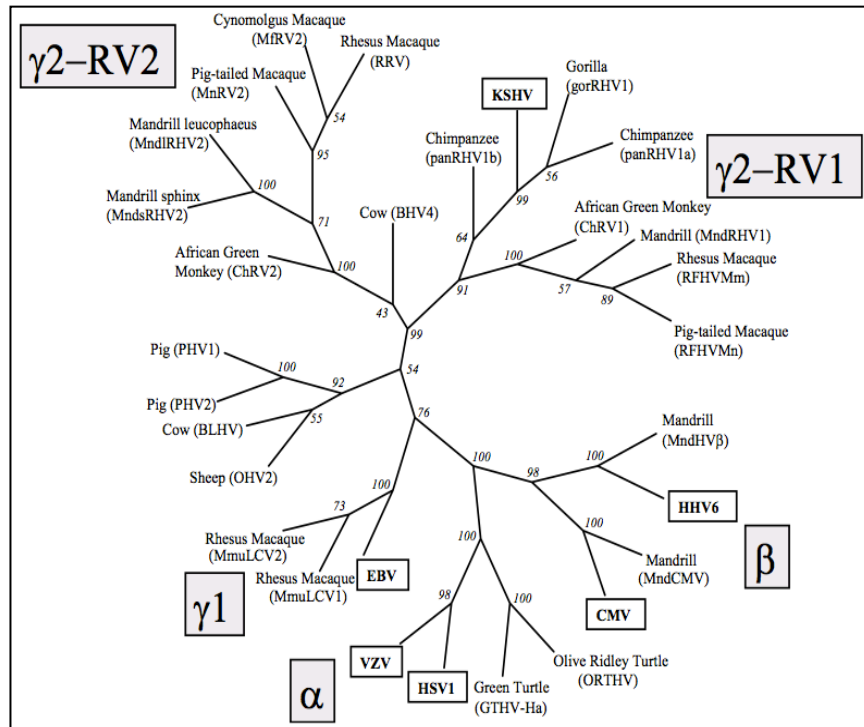 γ2–RV2
Cynomolgus Macaque
(MfRV2)
Rhesus Macaque
(RRV)
Pig-tailed Macaque
(MnRV2)
54
95
Mandrill leucophaeus
(MndlRHV2)
100
Mandrill sphinx
(MndsRHV2)
71
African Green
Monkey (ChRV2)
100
Cow (BHV4)
43
99
KSHV
Gorilla
(gorRHV1)
Chimpanzee
(panRHV1b)
Chimpanzee
(panRHV1a)
56
99
64
γ2–RV1
African Green Monkey
(ChRV1)
Mandrill (MndRHV1)
Rhesus Macaque
(RFHVMm)
Pig-tailed Macaque
(RFHVMn)
100
91
57
89
Pig (PHV1)
100
92
54
Pig (PHV2)
Cow (BLHV)
55
Sheep (OHV2)
76
100
73
Rhesus Macaque
(MmuLCV2)
Rhesus Macaque
(MmuLCV1)
EBV
γ1
100
98
100
Mandrill
(MndHVβ)
HHV6
100
Mandrill
(MndCMV)
CMV
β
100
98
100
VZV
HSV1
Green Turtle
(GTHV-Ha)
Olive Ridley Turtle
(ORTHV)
α